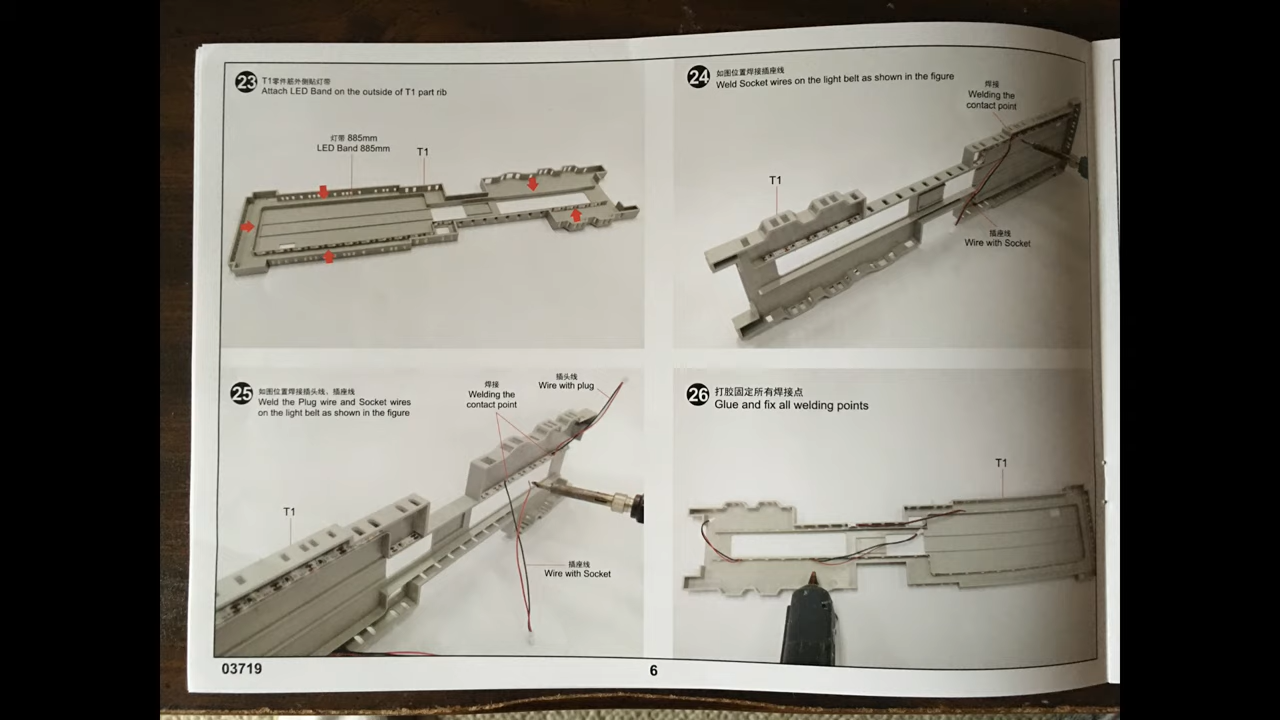 23
T1零件筋外侧贴灯带
Attach LED Band on the outside of T1 part rib
灯带 885mm
LED Band 885mm
T1
24
如图位置焊接插座线
Weld Socket wires on the light belt as shown in the figure
焊接
Welding the
contact point
T1
插座线
Wire with Socket
25
如图位置焊接插头线、插座线
Weld the Plug wire and Socket wires
on the light belt as shown in the figure
焊接
Welding the
contact point
插头线
Wire with plug
T1
插座线
Wire with Socket
26
打胶固定所有焊接点
Glue and fix all welding points
T1
03719
6